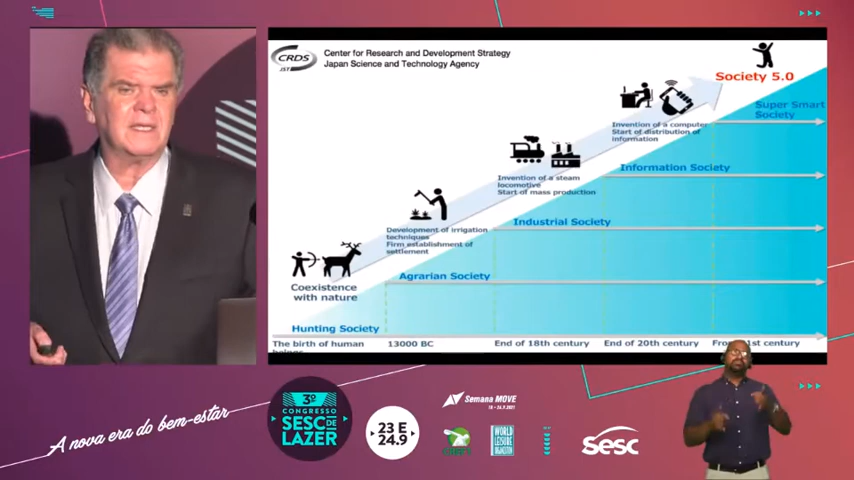 CRDS
JST
Center for Research and Development Strategy
Japan Science and Technology Agency
Society 5.0
Super Smart
Society
Invention of a computer
Start of distribution of
information
Information Society
Invention of a steam
locomotive
Start of mass production
Industrial Society
Development of irrigation
techniques
Firm establishment of
settlement
Agrarian Society
Coexistence
with nature
Hunting Society
The birth of human
beings
13000 BC
End of 18th century
End of 20th century
From 21st century
A nova era do bem-estar
3º
CONGRESSO
SESC DE
LAZER
23 E
24.9
Semana MOVE
18 - 26.9.2021
WORLD
LEISURE
ORGANIZATION
Sesc